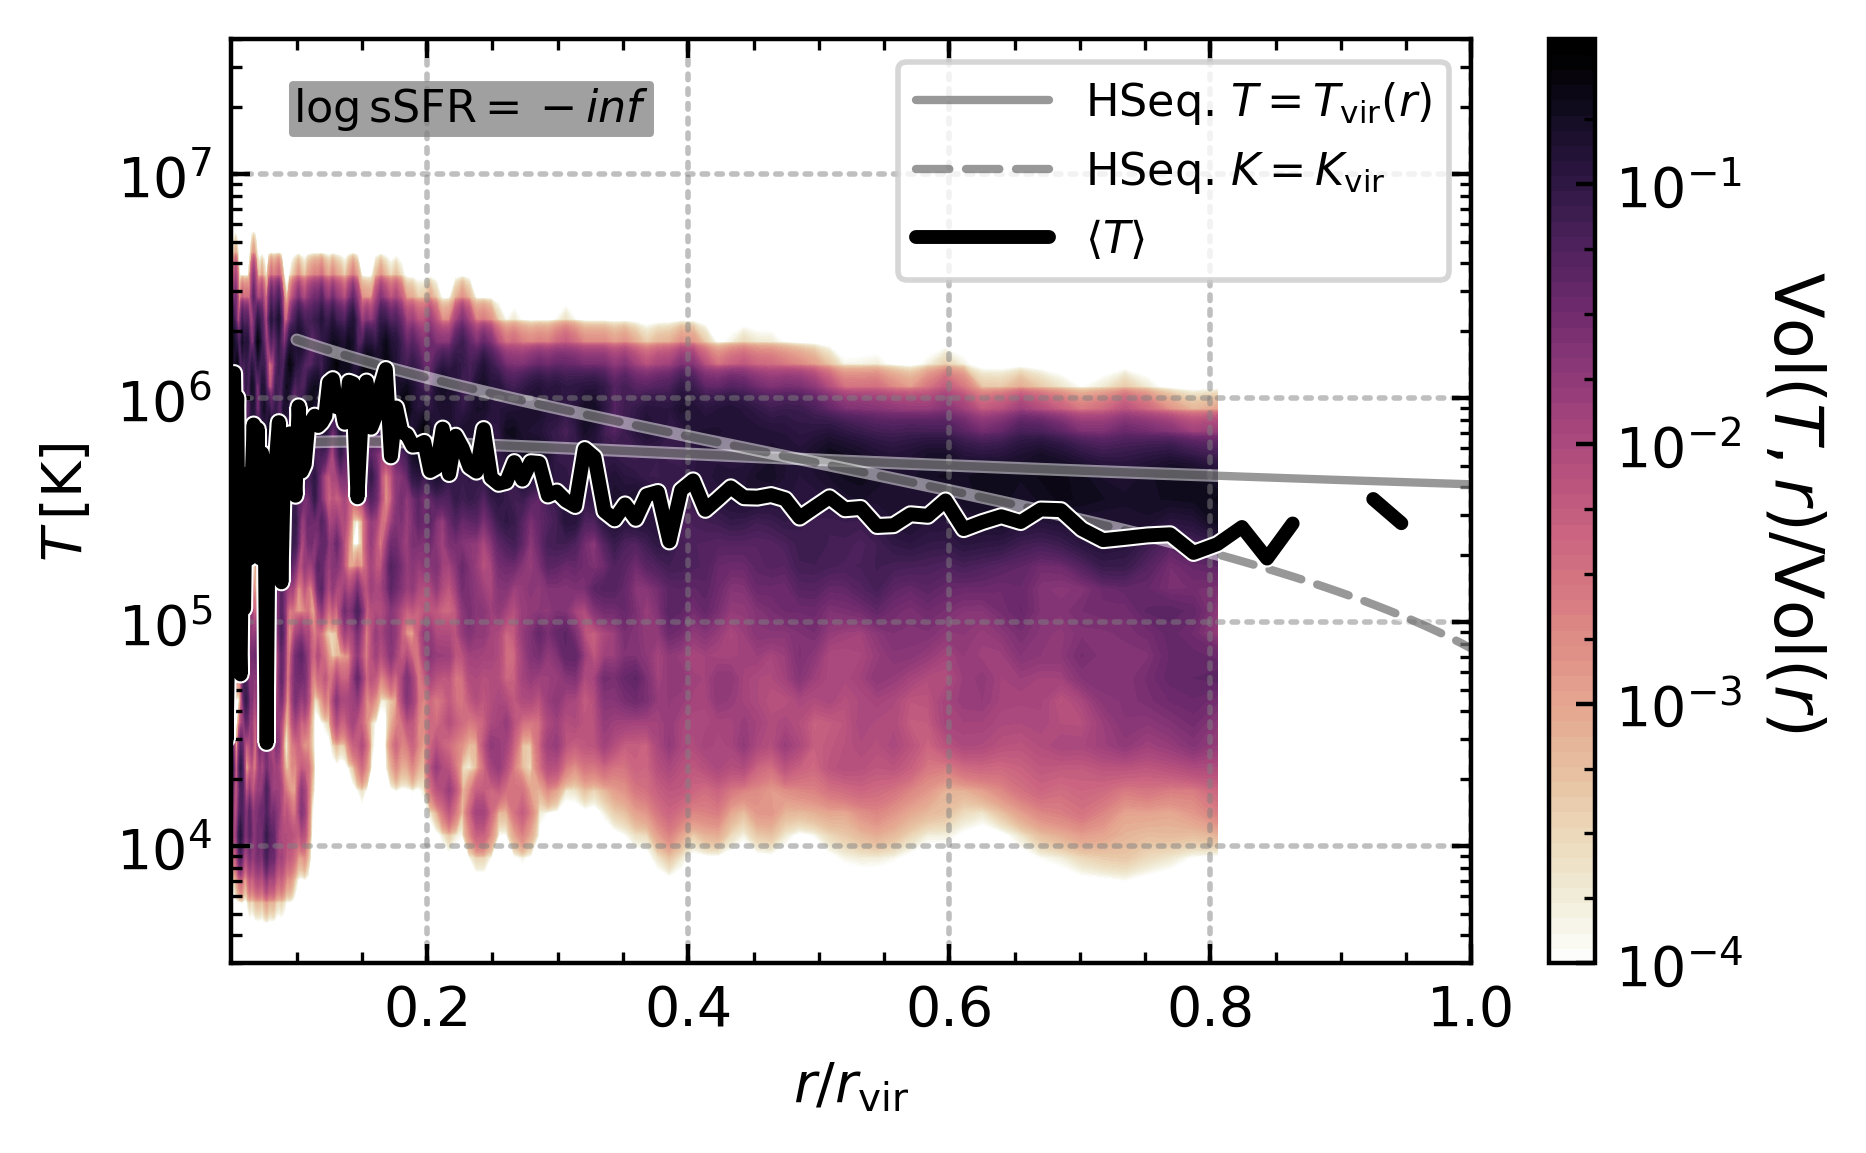 log sSFR = −inf
HSeq. T = T_vir(r)
HSeq. K = K_vir
⟨T⟩
10^7
10^6
10^5
10^4
T [K]
0.2 0.4 0.6 0.8 1.0
r/r_vir
10^−1
10^−2
10^−3
10^−4
Vol(T, r)/Vol(r)